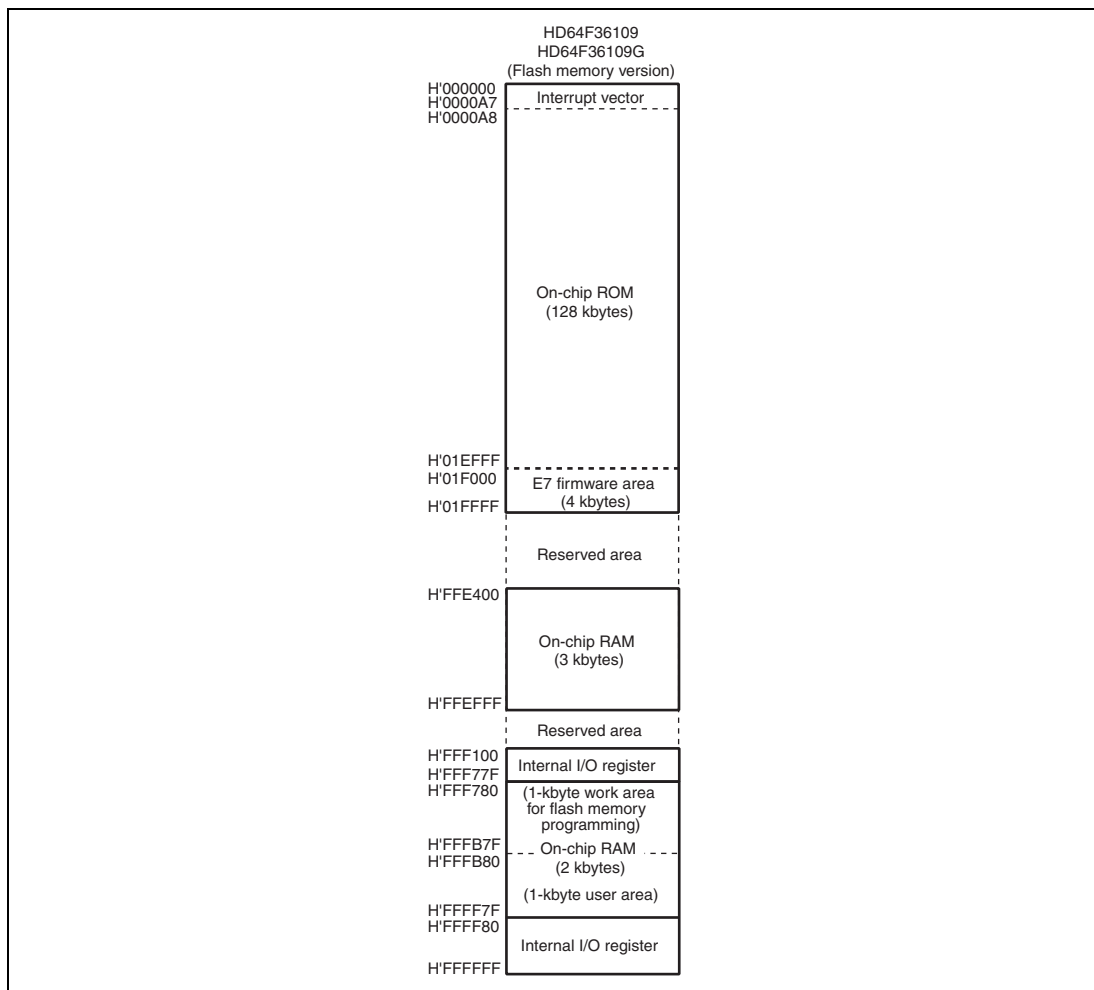 HD64F36109
HD64F36109G
(Flash memory version)
H'000000
Interrupt vector
H'0000A7
H'0000A8
On-chip ROM
(128 kbytes)
H'01EFFF
H'01F000
E7 firmware area
(4 kbytes)
H'01FFFF
Reserved area
H'FFE400
On-chip RAM
(3 kbytes)
H'FFEFFF
Reserved area
H'FFF100
Internal I/O register
H'FFF77F
H'FFF780
(1-kbyte work area
for flash memory
programming)
H'FFFB7F
On-chip RAM
H'FFFB80
(2 kbytes)
(1-kbyte user area)
H'FFFF7F
H'FFFF80
Internal I/O register
H'FFFFFF